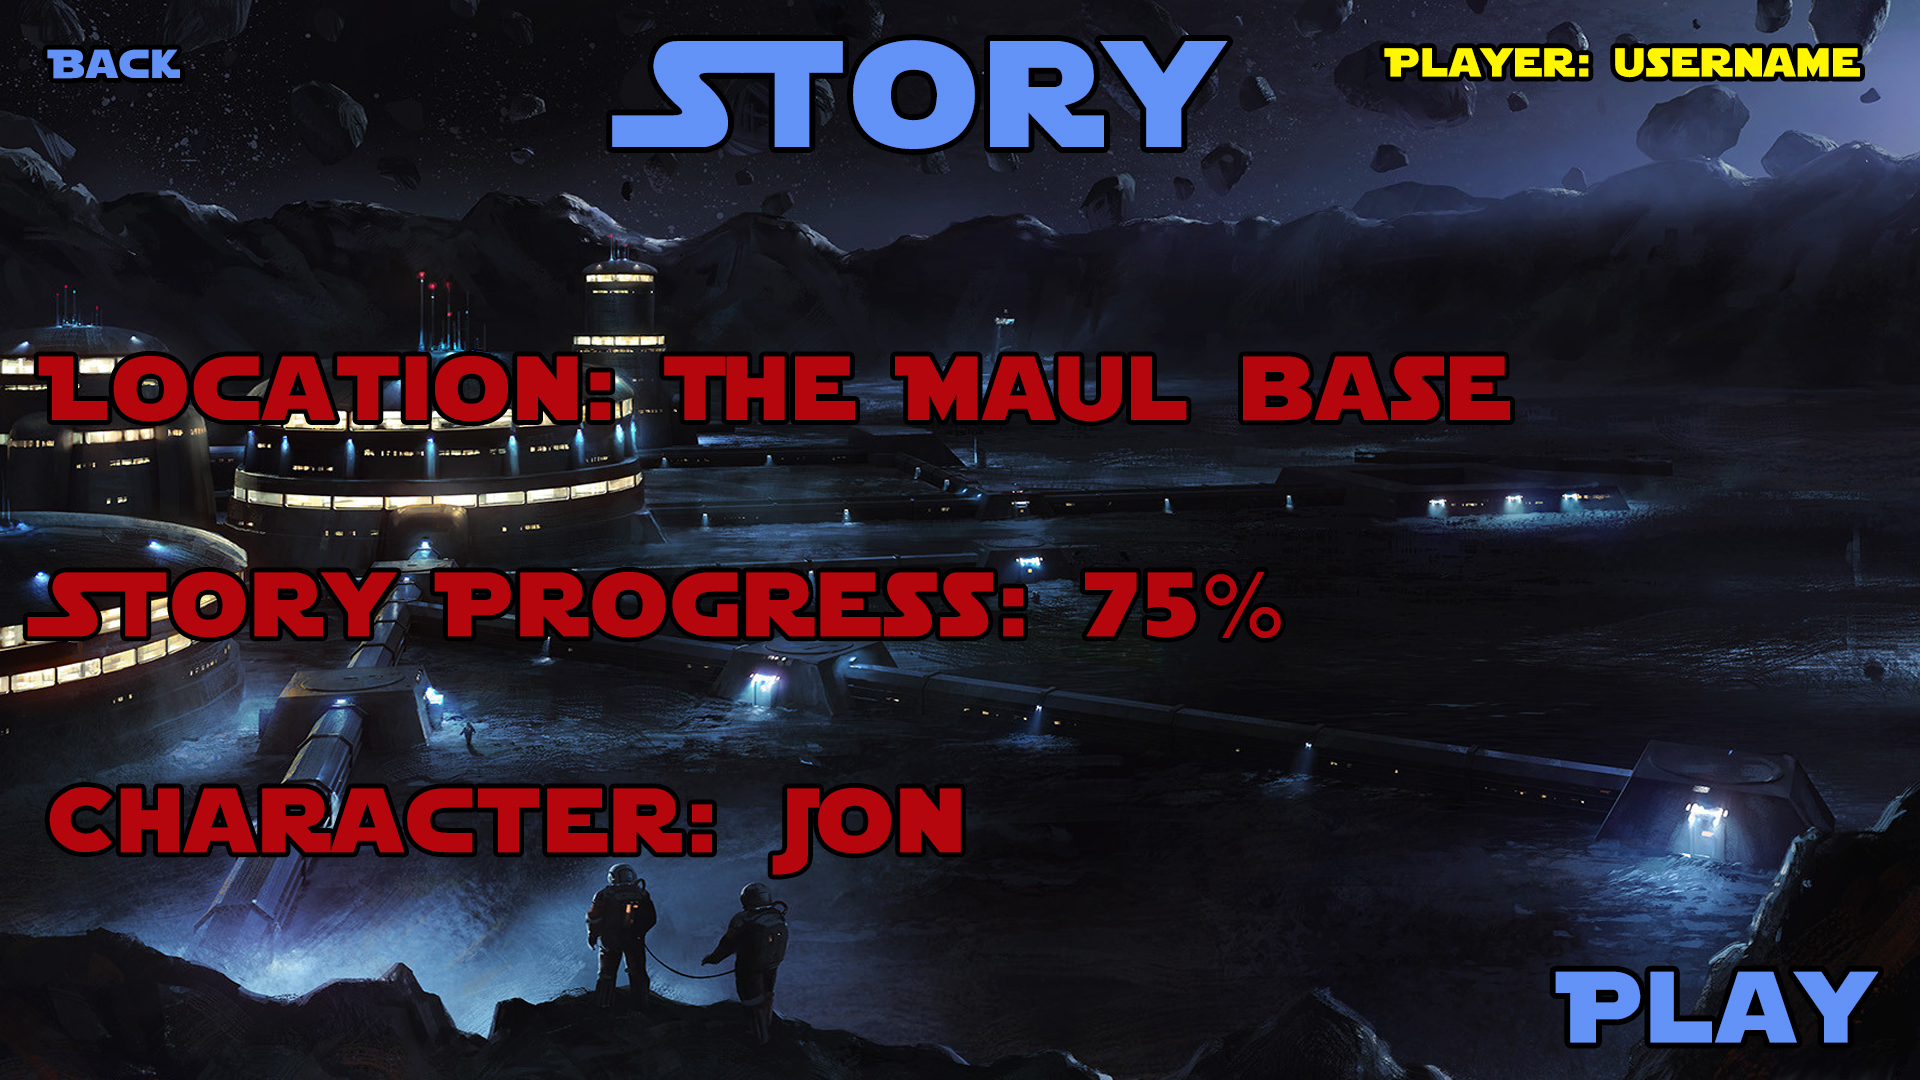 Back
Story
Player: username
Location: The Maul Base
Story Progress: 75%
Character: Jon
Play